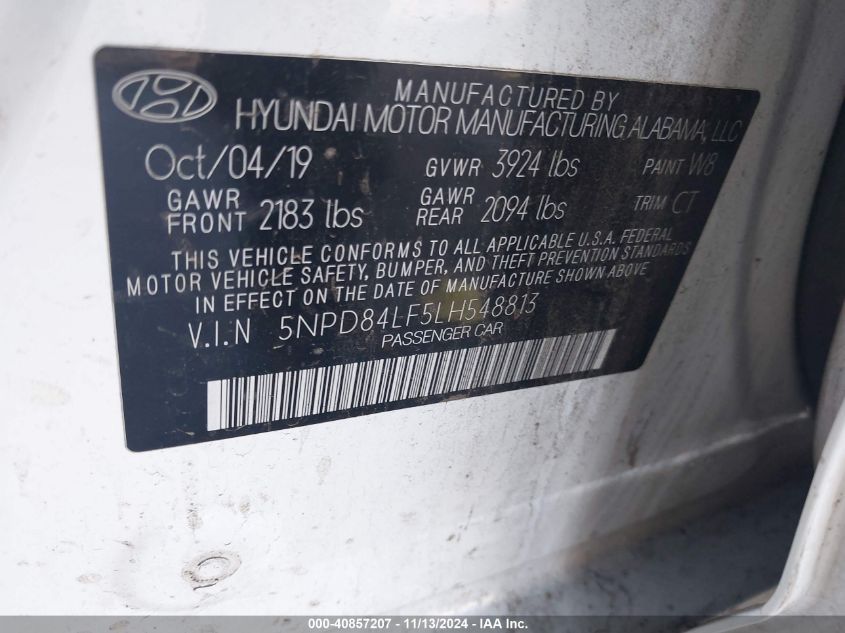 MANUFACTURED BY
HYUNDAI MOTOR MANUFACTURING ALABAMA, LLC
Oct/04/19 GVWR 3924 lbs PAINT W8
GAWR FRONT 2183 lbs GAWR REAR 2094 lbs TRIM CT
THIS VEHICLE CONFORMS TO ALL APPLICABLE U.S.A. FEDERAL
MOTOR VEHICLE SAFETY, BUMPER, AND THEFT PREVENTION STANDARDS
IN EFFECT ON THE DATE OF MANUFACTURE SHOWN ABOVE
V.I.N 5NPD84LF5LH548813
PASSENGER CAR
000-40857207 - 11/13/2024 - IAA Inc.